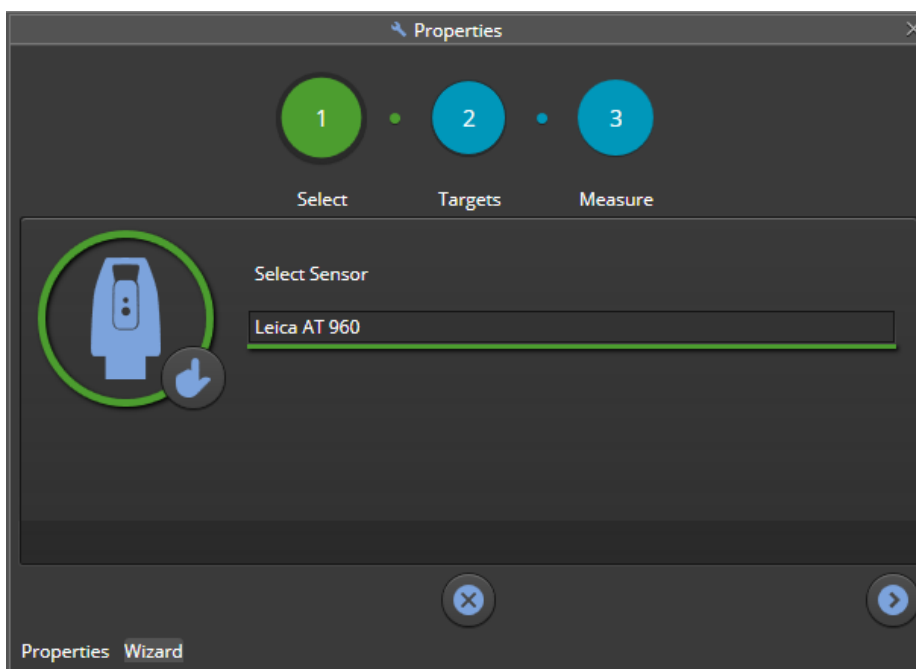 Properties
1
2
3
Select
Targets
Measure
Select Sensor
Leica AT 960
Properties Wizard